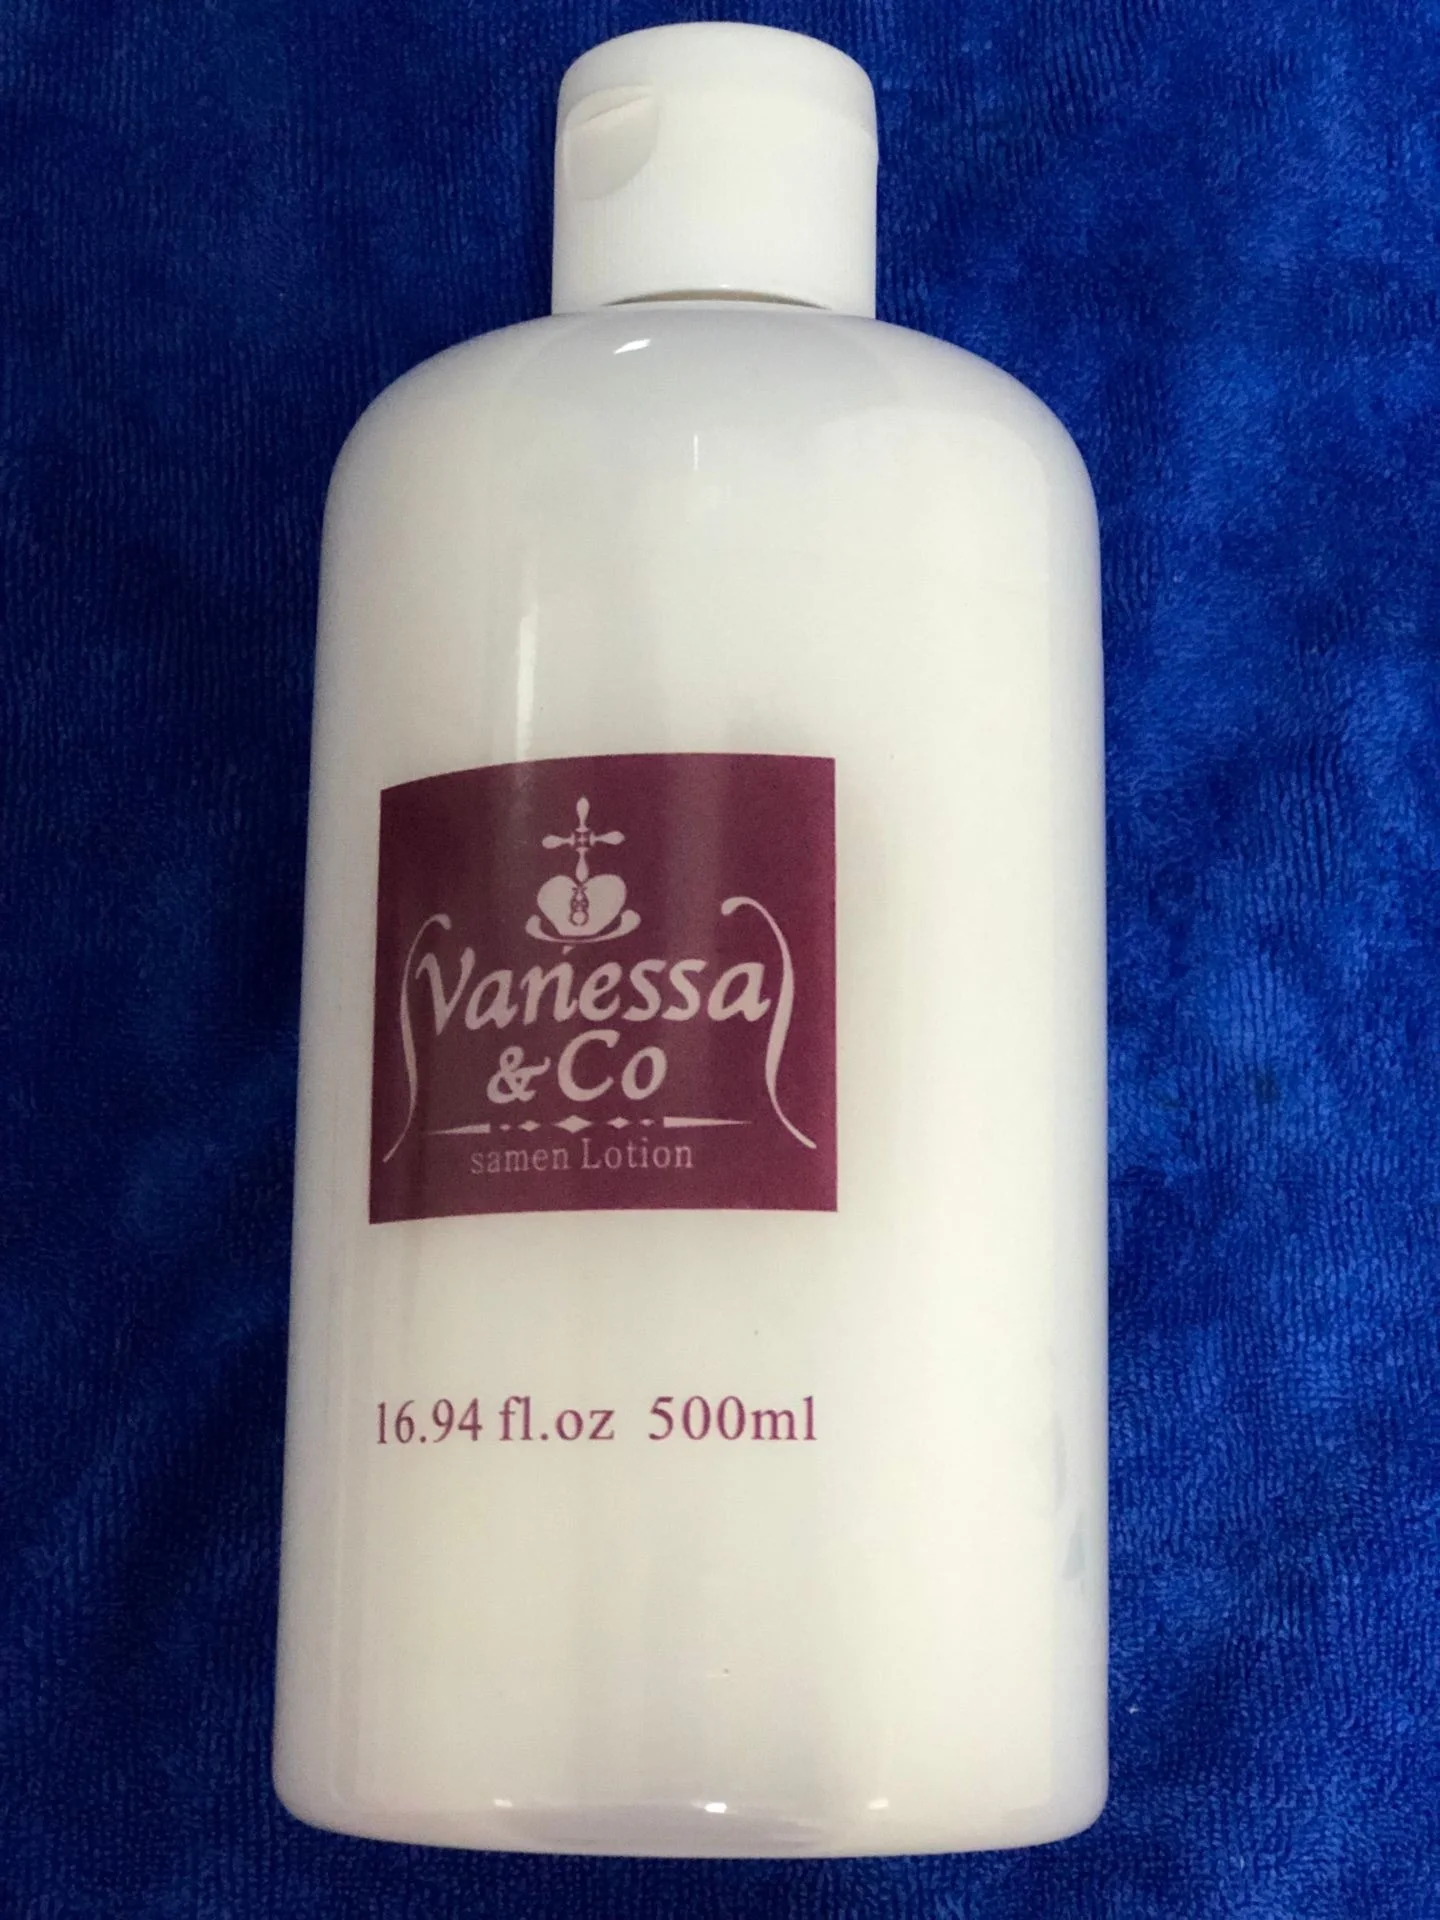 Vanessa
&Co
samen Lotion
16.94 fl.oz 500ml